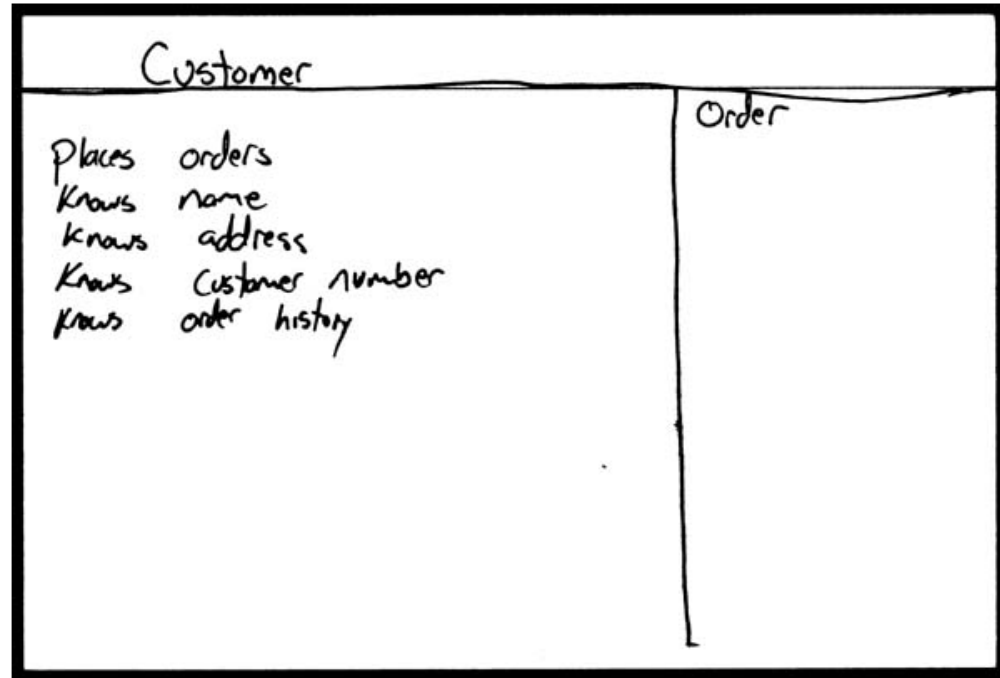 Customer
Order
Places orders
Knows name
Knows address
Knows Customer number
Knows order history